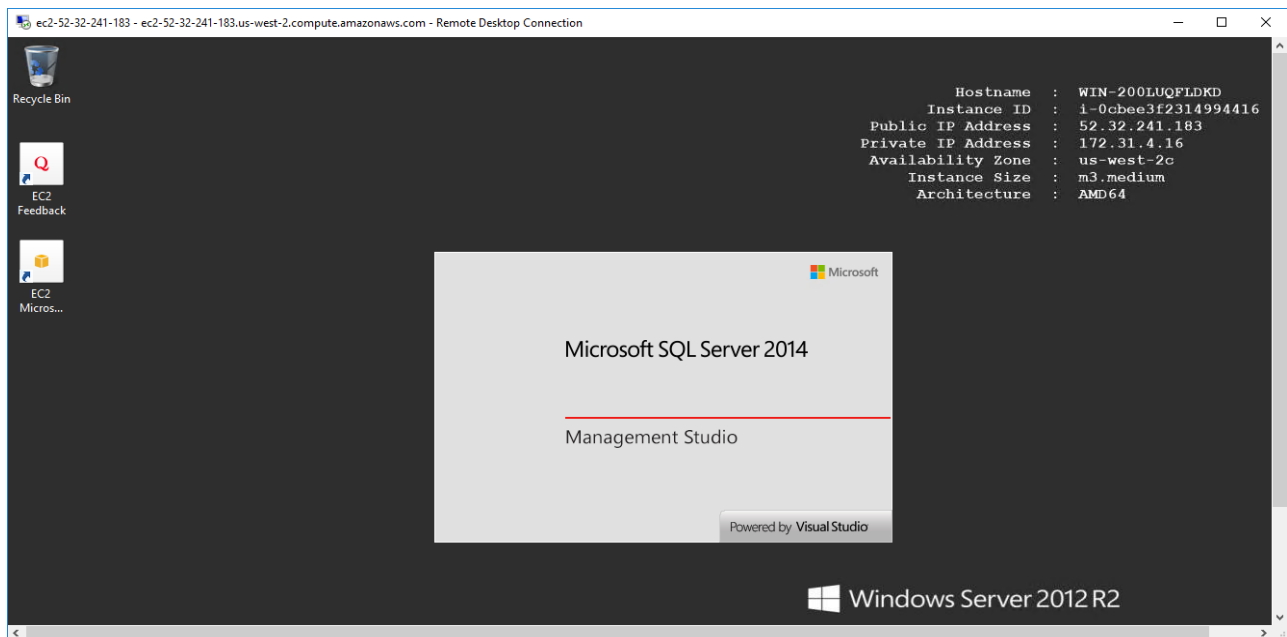 ec2-52-32-241-183 - ec2-52-32-241-183.us-west-2.compute.amazonaws.com - Remote Desktop Connection
Recycle Bin
Hostname : WIN-200LUQFLDKD
Instance ID : i-0cbee3f2314994416
Public IP Address : 52.32.241.183
Private IP Address : 172.31.4.16
Availability Zone : us-west-2c
Instance Size : m3.medium
Architecture : AMD64
Q
EC2
Feedback
EC2
Micros...
Microsoft
Microsoft SQL Server 2014
Management Studio
Powered by Visual Studio
Windows Server 2012 R2